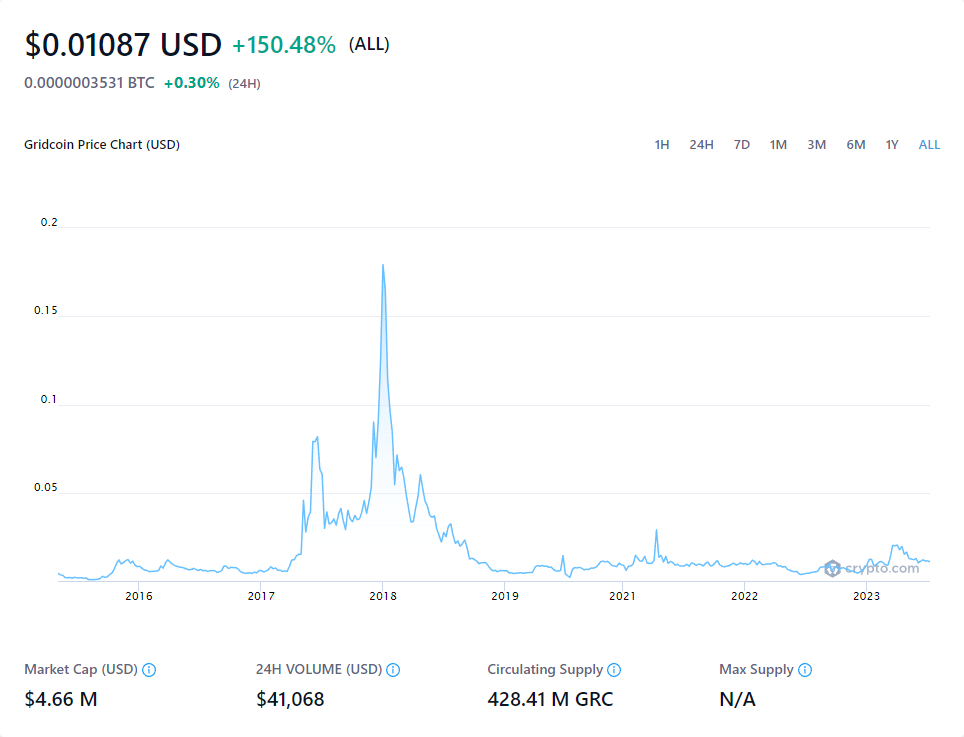 $0.01087 USD +150.48% (ALL)
0.0000003531 BTC +0.30% (24H)
Gridcoin Price Chart (USD) 1H 24H 7D 1M 3M 6M 1Y ALL
0.2
0.15
0.1
0.05
crypto.com
2016 2017 2018 2019 2021 2022 2023
Market Cap (USD) 24H VOLUME (USD) Circulating Supply Max Supply
$4.66 M $41,068 428.41 M GRC N/A